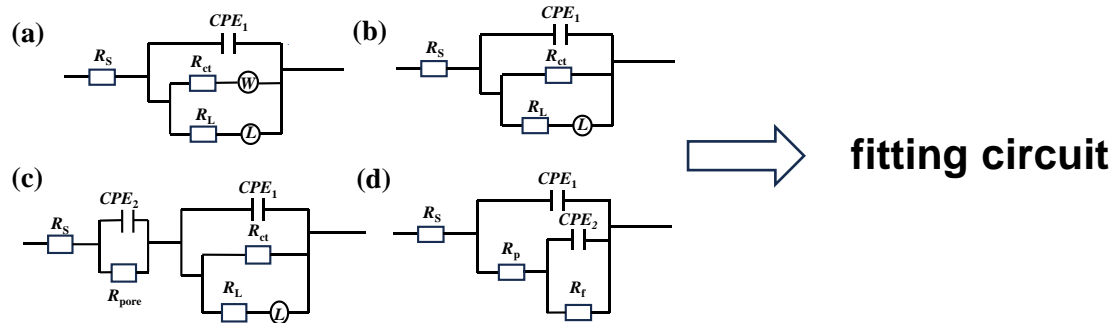 (a)
CPE1
RS
Rct
W
RL
L
(b)
CPE1
RS
Rct
RL
L
fitting circuit
(c)
CPE2
RS
Rpore
CPE1
Rct
RL
L
(d)
CPE1
RS
CPE2
Rp
Rf